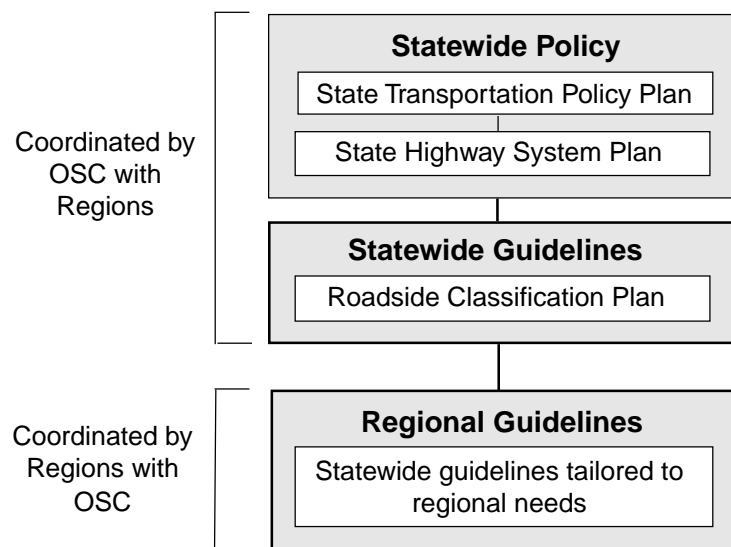 Statewide Policy
State Transportation Policy Plan
State Highway System Plan
Coordinated by
OSC with
Regions
Statewide Guidelines
Roadside Classification Plan
Regional Guidelines
Statewide guidelines tailored to
regional needs
Coordinated by
Regions with
OSC